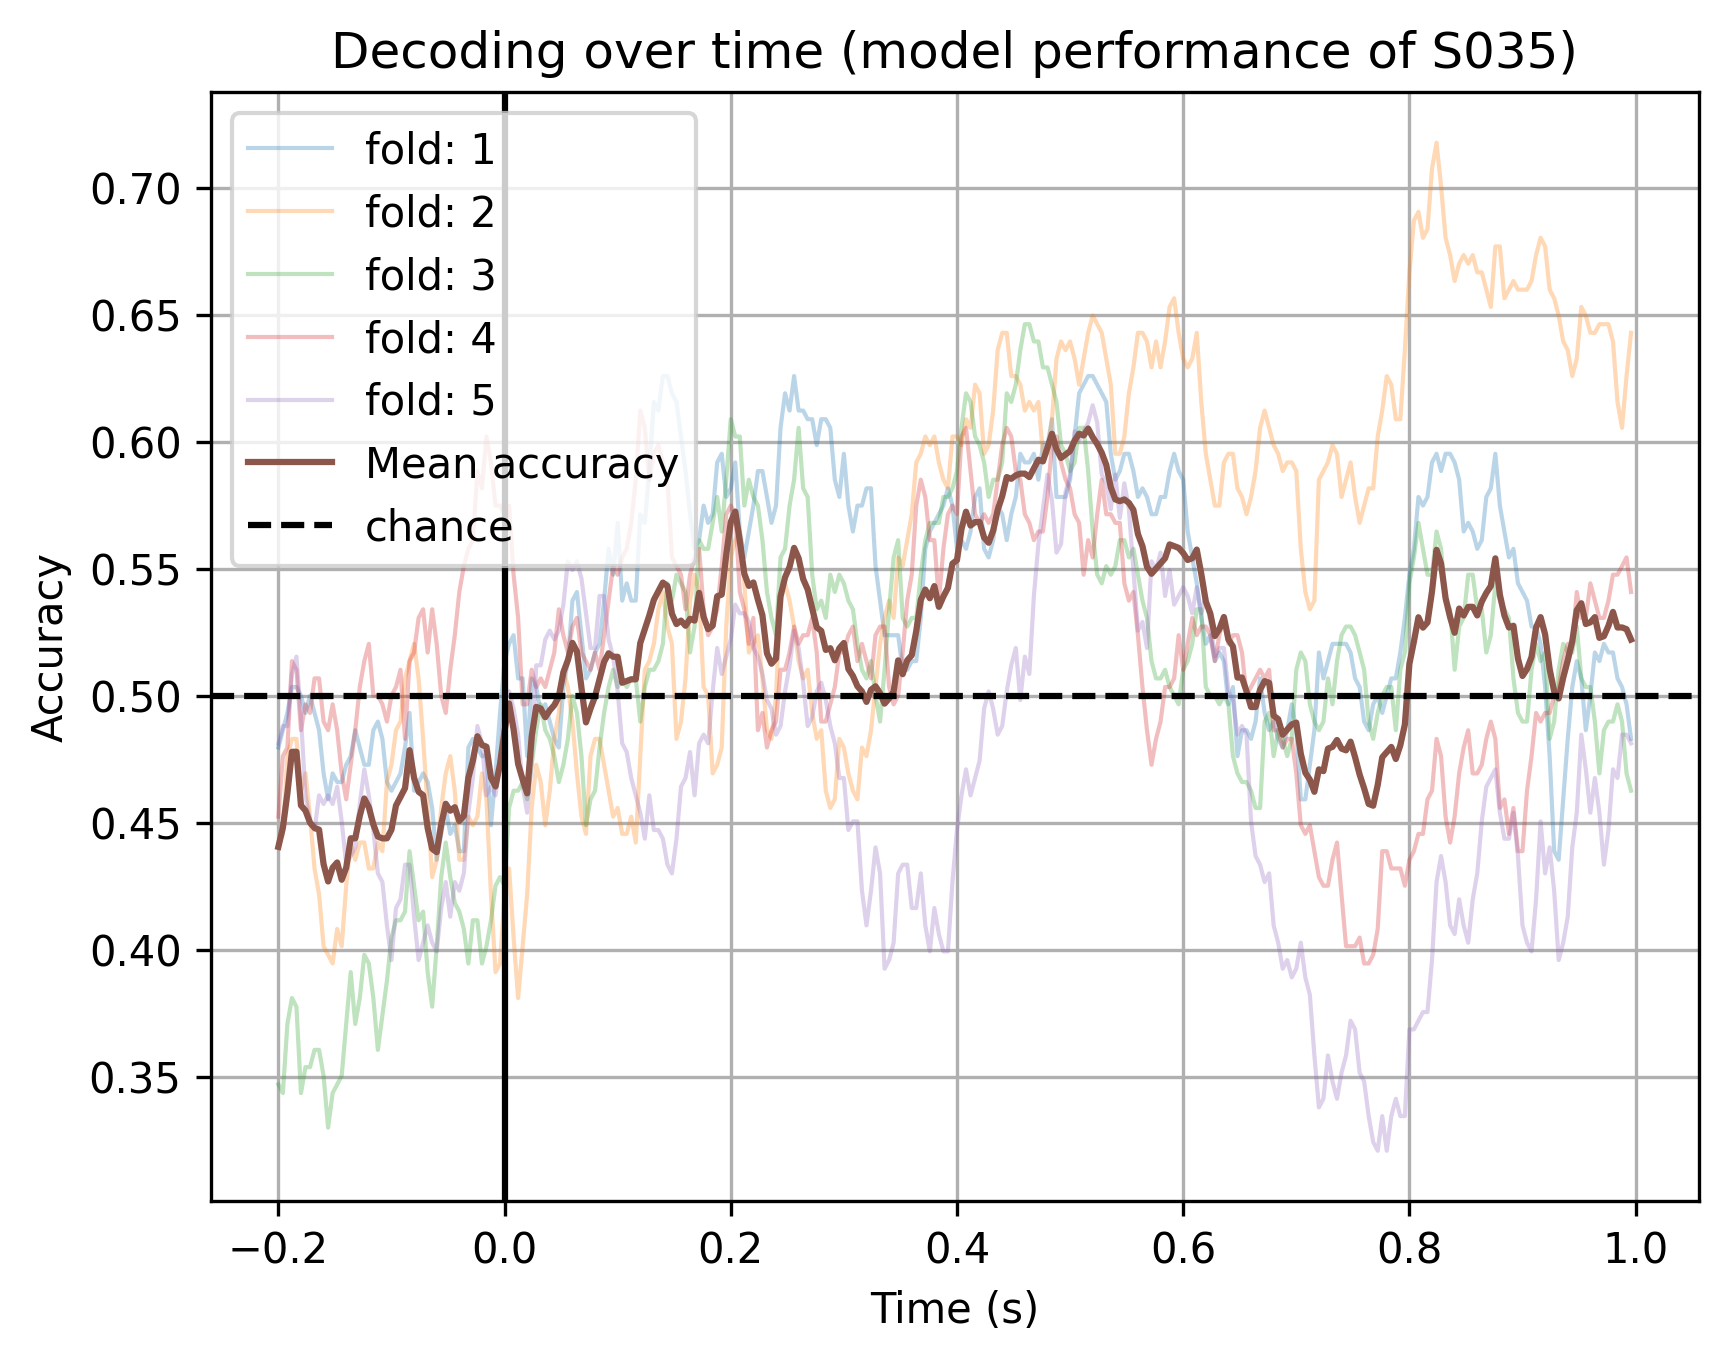 Decoding over time (model performance of S035)
fold: 1
fold: 2
fold: 3
fold: 4
fold: 5
Mean accuracy
chance
0.70
0.65
0.60
0.55
0.50
0.45
0.40
0.35
Accuracy
−0.2 0.0 0.2 0.4 0.6 0.8 1.0
Time (s)